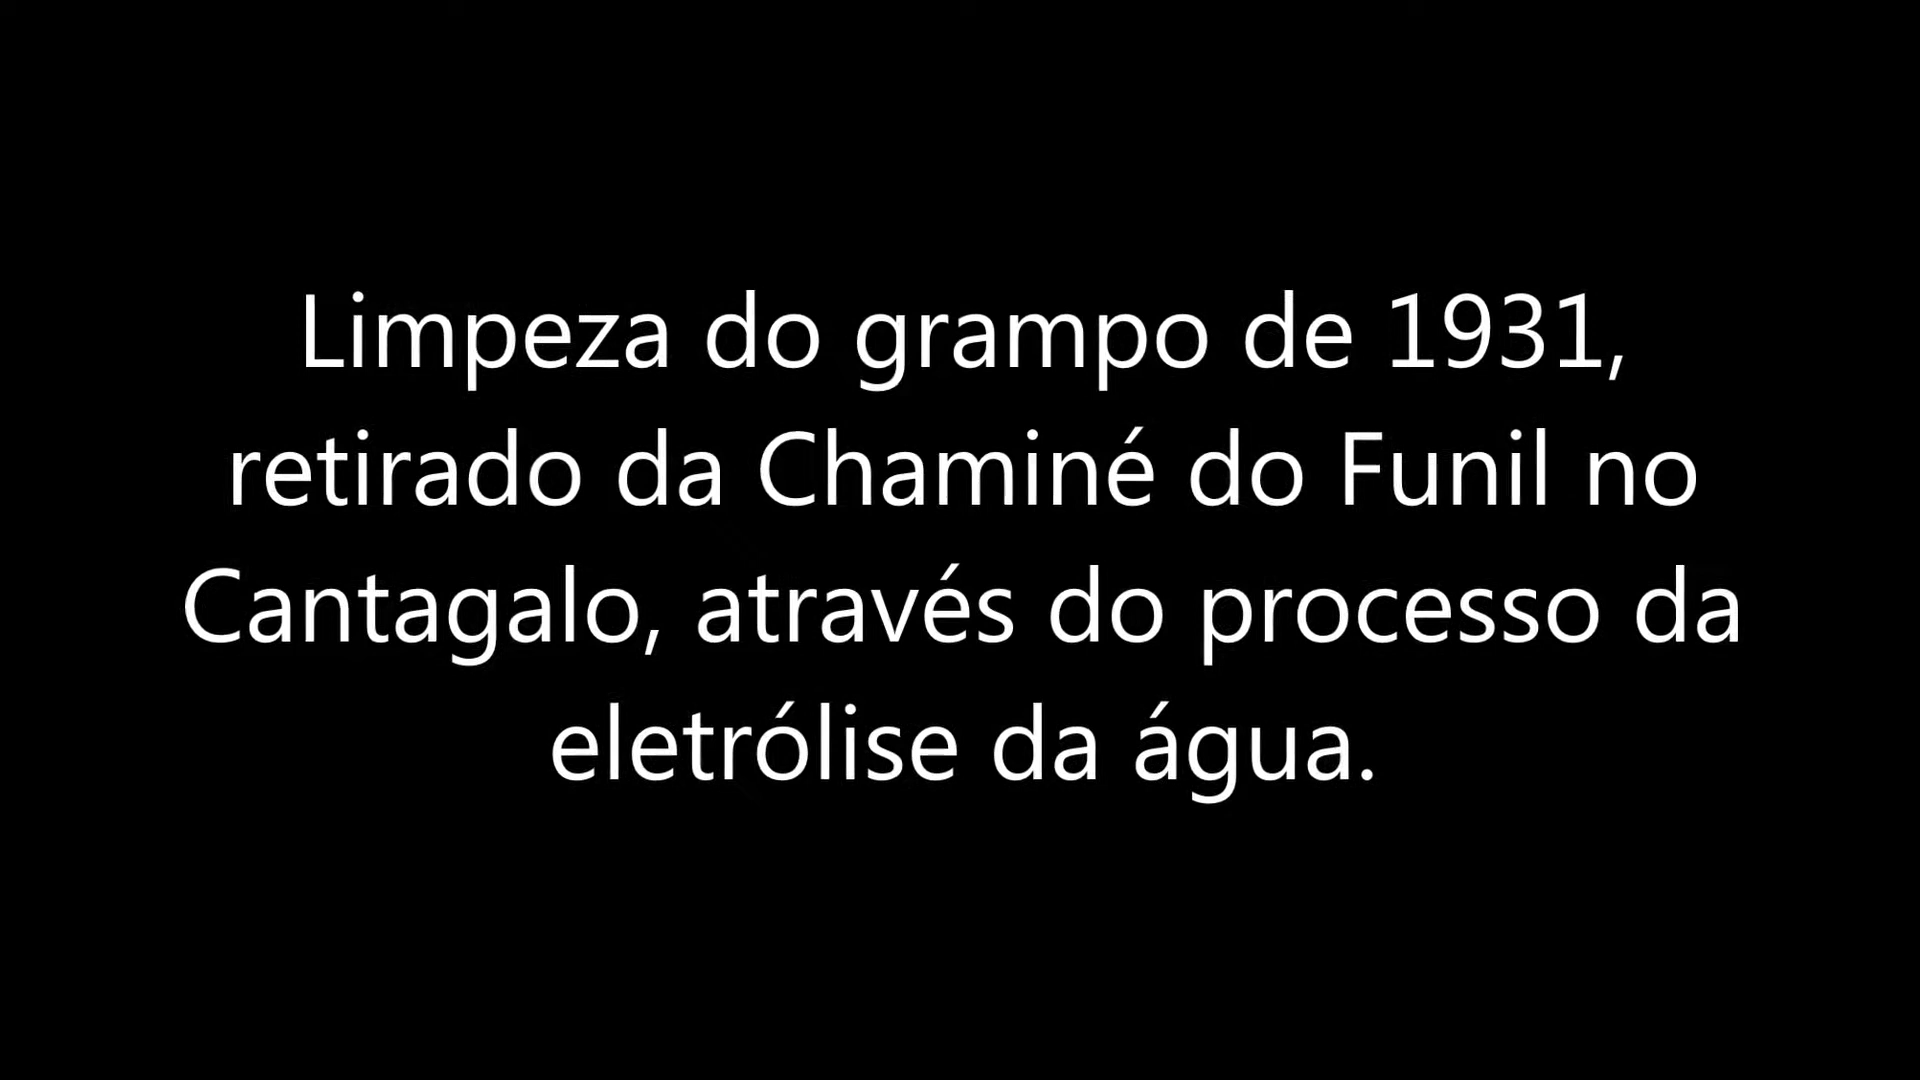 Limpeza do grampo de 1931,
retirado da Chaminé do Funil no
Cantagalo, através do processo da
eletrólise da água.